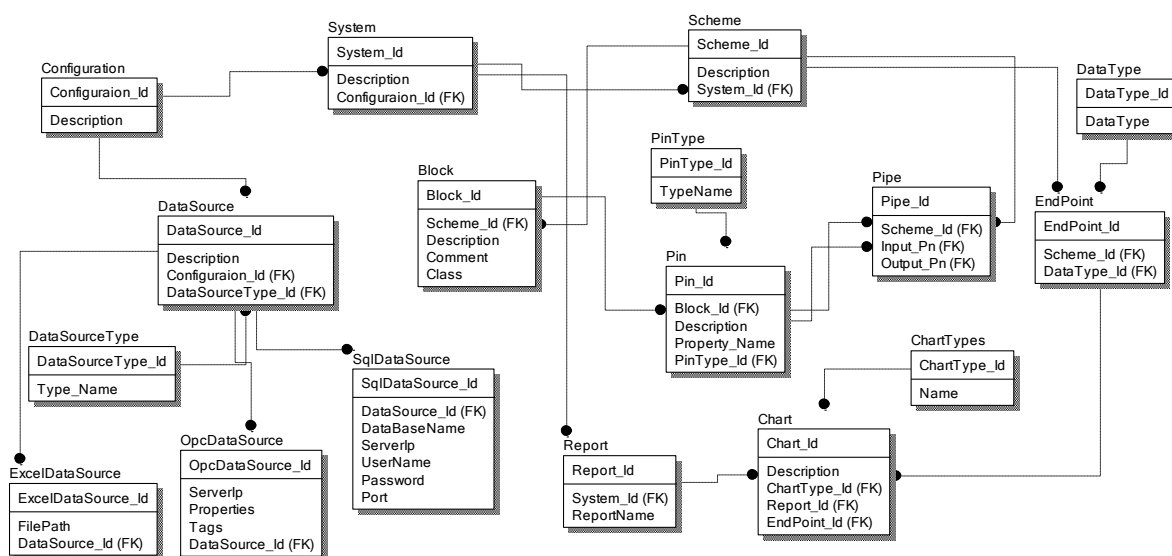 System
System_Id
Description
Configuraion_Id (FK)
Scheme
Scheme_Id
Description
System_Id (FK)
Configuration
Configuraion_Id
Description
DataType
DataType_Id
DataType
PinType
PinType_Id
TypeName
Block
Block_Id
Scheme_Id (FK)
Description
Comment
Class
Pipe
Pipe_Id
Scheme_Id (FK)
Input_Pn (FK)
Output_Pn (FK)
EndPoint
EndPoint_Id
Scheme_Id (FK)
DataType_Id (FK)
DataSource
DataSource_Id
Description
Configuraion_Id (FK)
DataSourceType_Id (FK)
Pin
Pin_Id
Block_Id (FK)
Description
Property_Name
PinType_Id (FK)
DataSourceType
DataSourceType_Id
Type_Name
SqlDataSource
SqlDataSource_Id
DataSource_Id (FK)
DataBaseName
ServerIp
UserName
Password
Port
ChartTypes
ChartType_Id
Name
Chart
Chart_Id
Description
ChartType_Id (FK)
Report_Id (FK)
EndPoint_Id (FK)
OpcDataSource
OpcDataSource_Id
ServerIp
Properties
Tags
DataSource_Id (FK)
Report
Report_Id
System_Id (FK)
ReportName
ExcelDataSource
ExcelDataSource_Id
FilePath
DataSource_Id (FK)